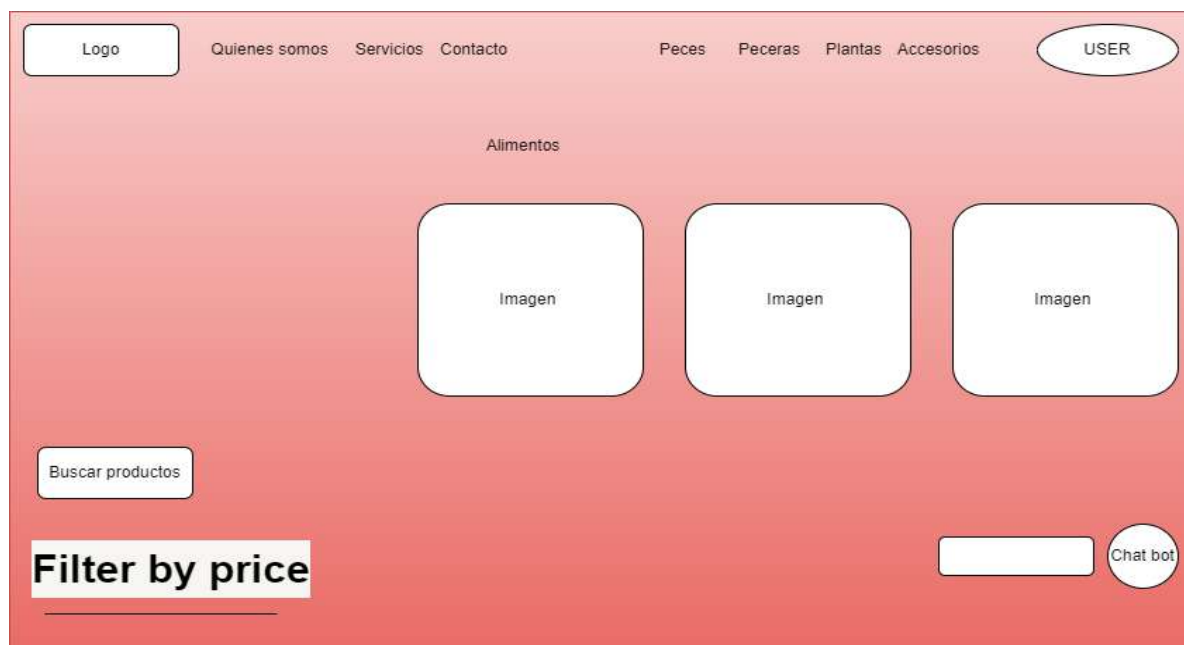 Logo
Quienes somos Servicios Contacto
Peces Peceras Plantas Accesorios
USER
Alimentos
Imagen Imagen Imagen
Buscar productos
Filter by price
Chat bot